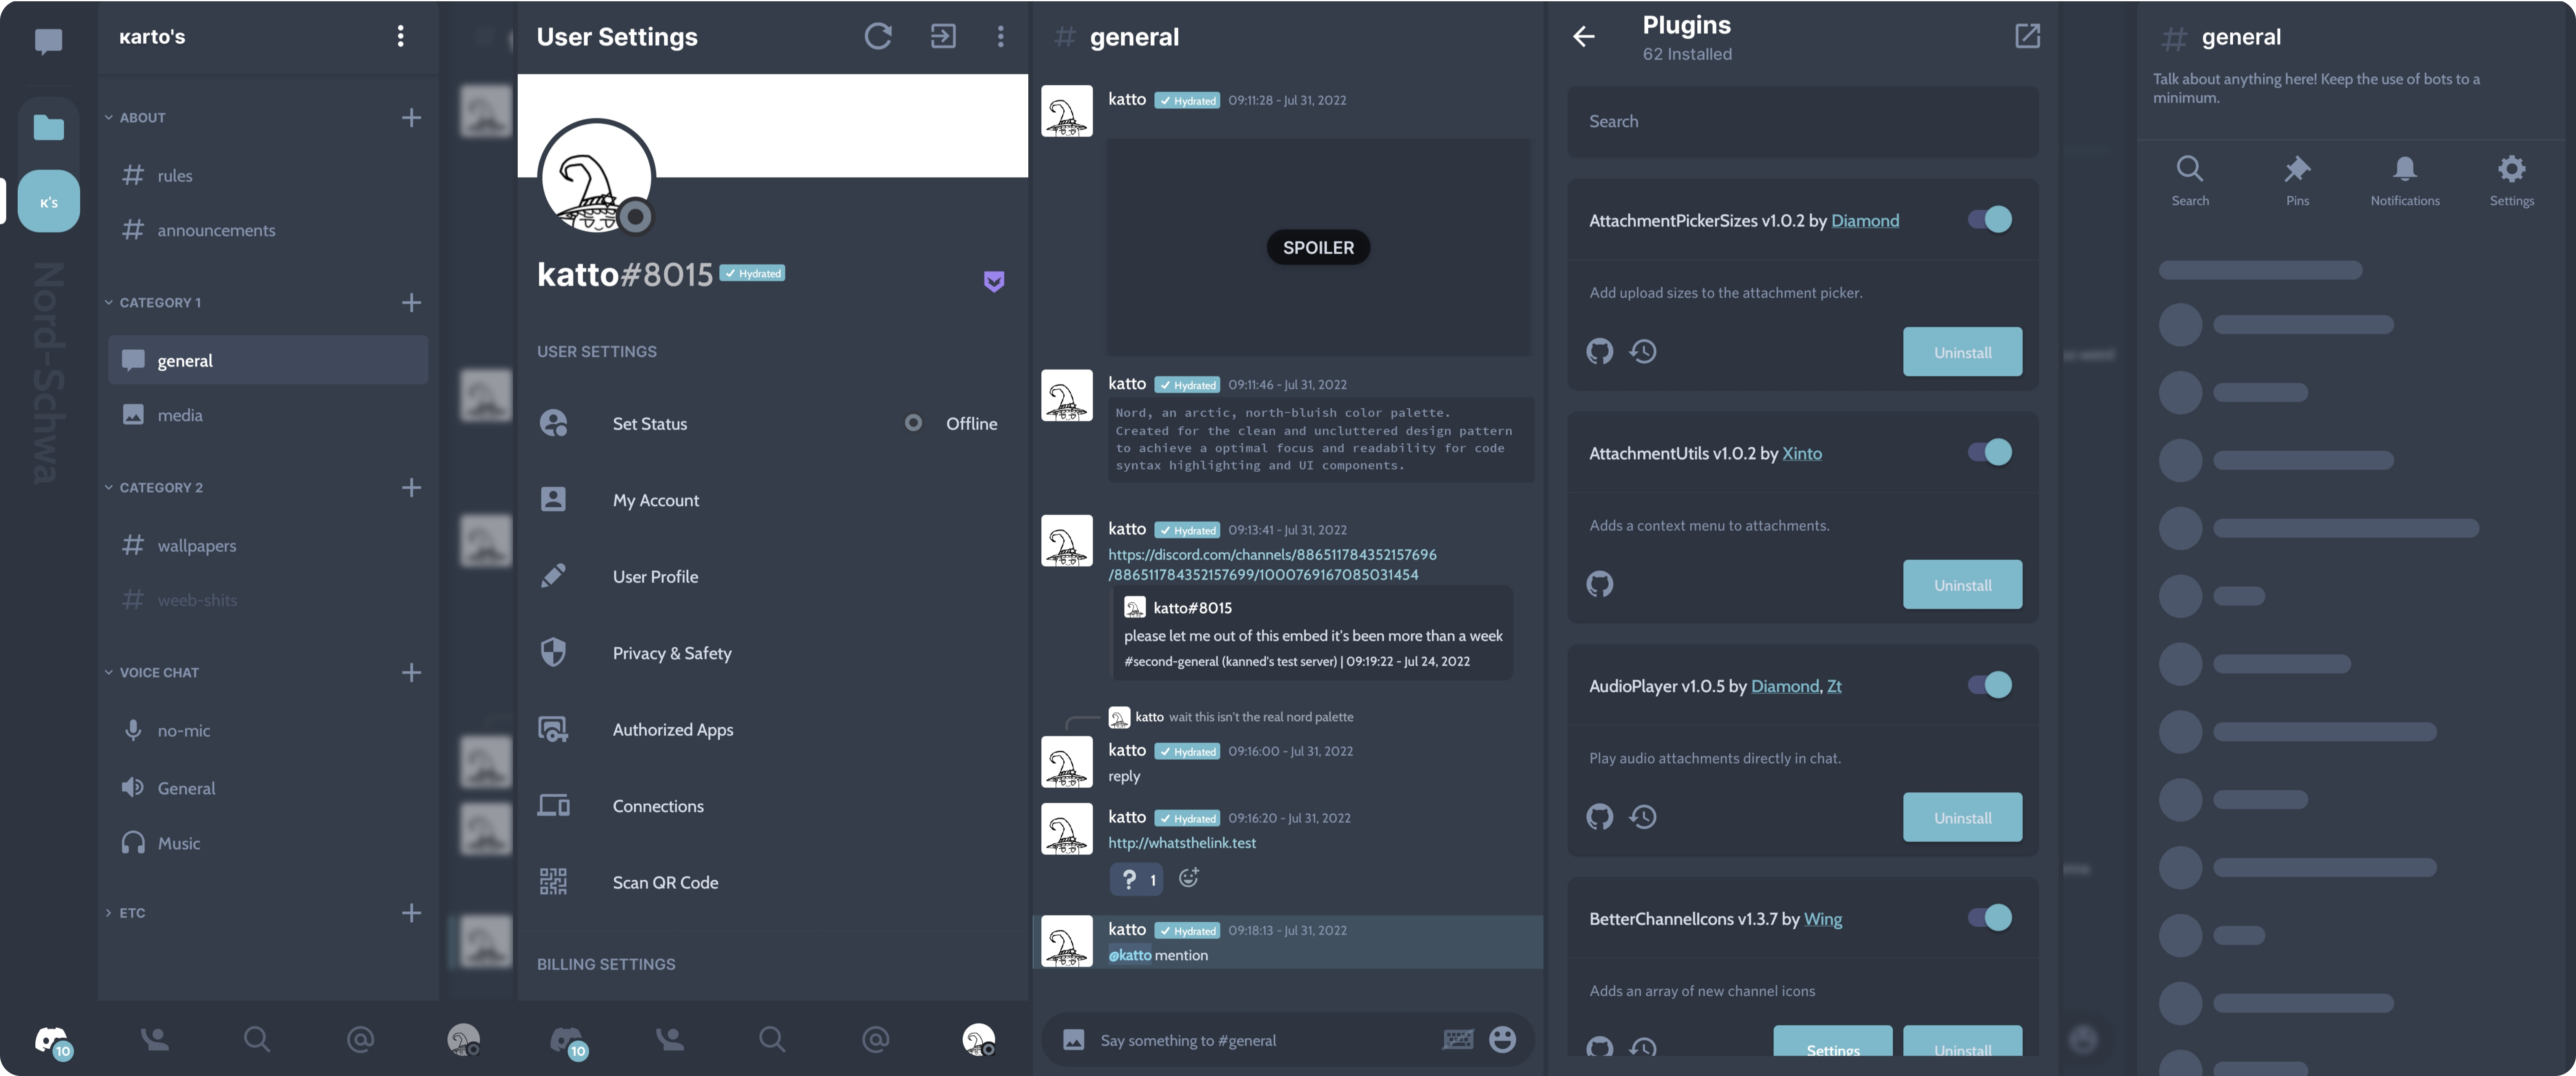 кarto's
ABOUT
rules
announcements
CATEGORY 1
general
media
CATEGORY 2
wallpapers
weeb-shits
VOICE CHAT
no-mic
General
Music
ETC
к's
Nord-Schwa
10
User Settings
katto#8015 Hydrated
USER SETTINGS
Set Status Offline
My Account
User Profile
Privacy & Safety
Authorized Apps
Connections
Scan QR Code
BILLING SETTINGS
10
general
katto Hydrated 09:11:28 - Jul 31, 2022
SPOILER
katto Hydrated 09:11:46 - Jul 31, 2022
Nord, an arctic, north-bluish color palette.
Created for the clean and uncluttered design pattern
to achieve a optimal focus and readability for code
syntax highlighting and UI components.
katto Hydrated 09:13:41 - Jul 31, 2022
https://discord.com/channels/886511784352157696
/886511784352157699/1000769167085031454
katto#8015
please let me out of this embed it's been more than a week
#second-general (kanned's test server) | 09:19:22 - Jul 24, 2022
katto wait this isn't the real nord palette
katto Hydrated 09:16:00 - Jul 31, 2022
reply
katto Hydrated 09:16:20 - Jul 31, 2022
http://whatsthelink.test
? 1
katto Hydrated 09:18:13 - Jul 31, 2022
@katto mention
Say something to #general
Plugins
62 Installed
Search
AttachmentPickerSizes v1.0.2 by Diamond
Add upload sizes to the attachment picker.
Uninstall
AttachmentUtils v1.0.2 by Xinto
Adds a context menu to attachments.
Uninstall
AudioPlayer v1.0.5 by Diamond, Zt
Play audio attachments directly in chat.
Uninstall
BetterChannelIcons v1.3.7 by Wing
Adds an array of new channel icons
Settings Uninstall
general
Talk about anything here! Keep the use of bots to a
minimum.
Search Pins Notifications Settings